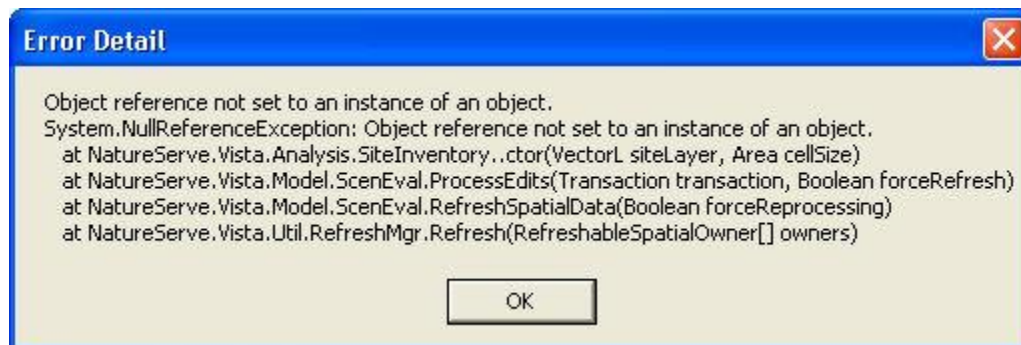 Error Detail
Object reference not set to an instance of an object.
System.NullReferenceException: Object reference not set to an instance of an object.
at NatureServe.Vista.Analysis.SiteInventory..ctor(VectorL siteLayer, Area cellSize)
at NatureServe.Vista.Model.ScenEval.ProcessEdits(Transaction transaction, Boolean forceRefresh)
at NatureServe.Vista.Model.ScenEval.RefreshSpatialData(Boolean forceReprocessing)
at NatureServe.Vista.Util.RefreshMgr.Refresh(RefreshableSpatialOwner[] owners)
OK